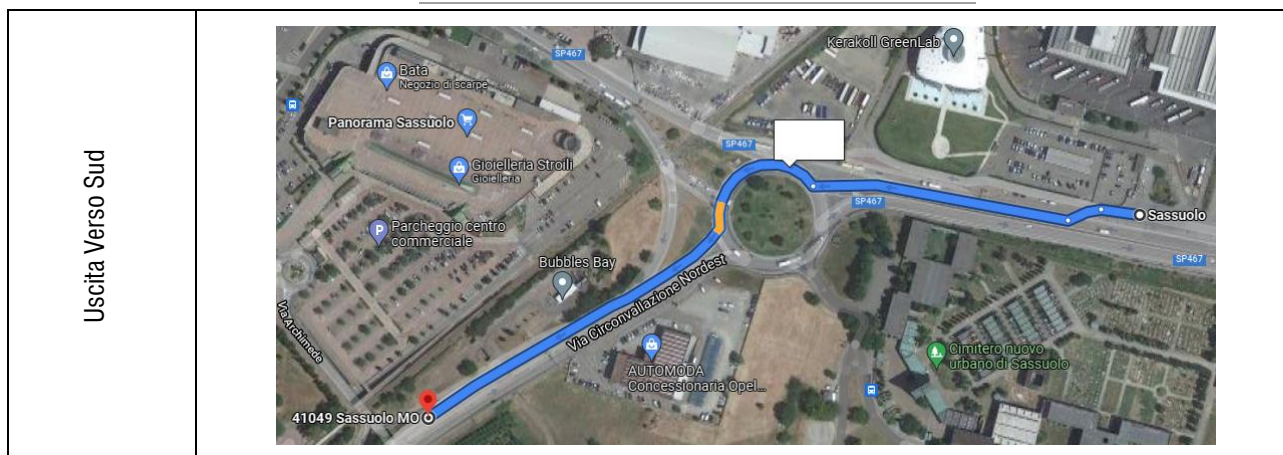 Uscita Verso Sud
SP467
Kerakoll GreenLab
Bata
Negozio di scarpe
Panorama Sassuolo
SP467
Gioielleria Stroili
Gioielleria
SP467
Sassuolo
Parcheggio centro
commerciale
SP467
Bubbles Bay
Via Circonvallazione Nordest
Via Archimede
AUTOMODA
Concessionaria Opel...
Cimitero nuovo
urbano di Sassuolo
41049 Sassuolo MO